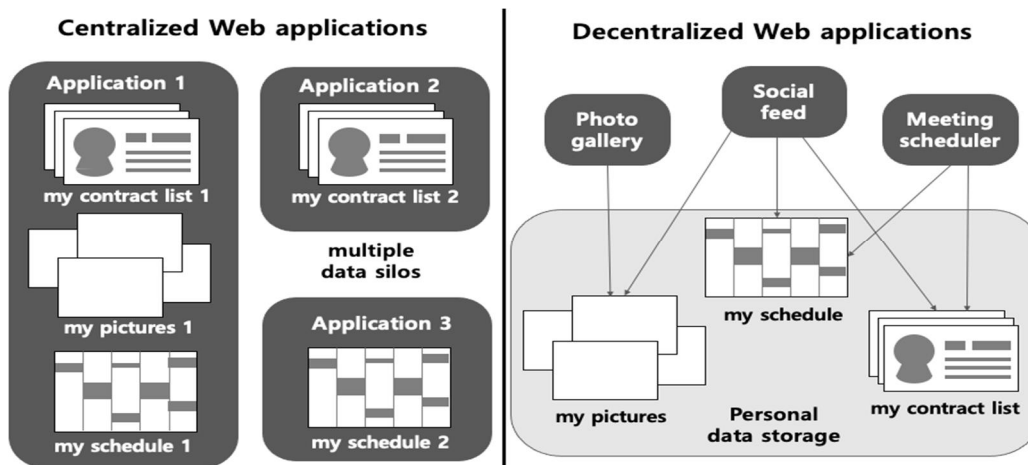 Centralized Web applications
Application 1
my contract list 1
my pictures 1
my schedule 1
Application 2
my contract list 2
multiple
data silos
Application 3
my schedule 2
Decentralized Web applications
Photo
gallery
Social
feed
Meeting
scheduler
my schedule
my pictures
my contract list
Personal
data storage